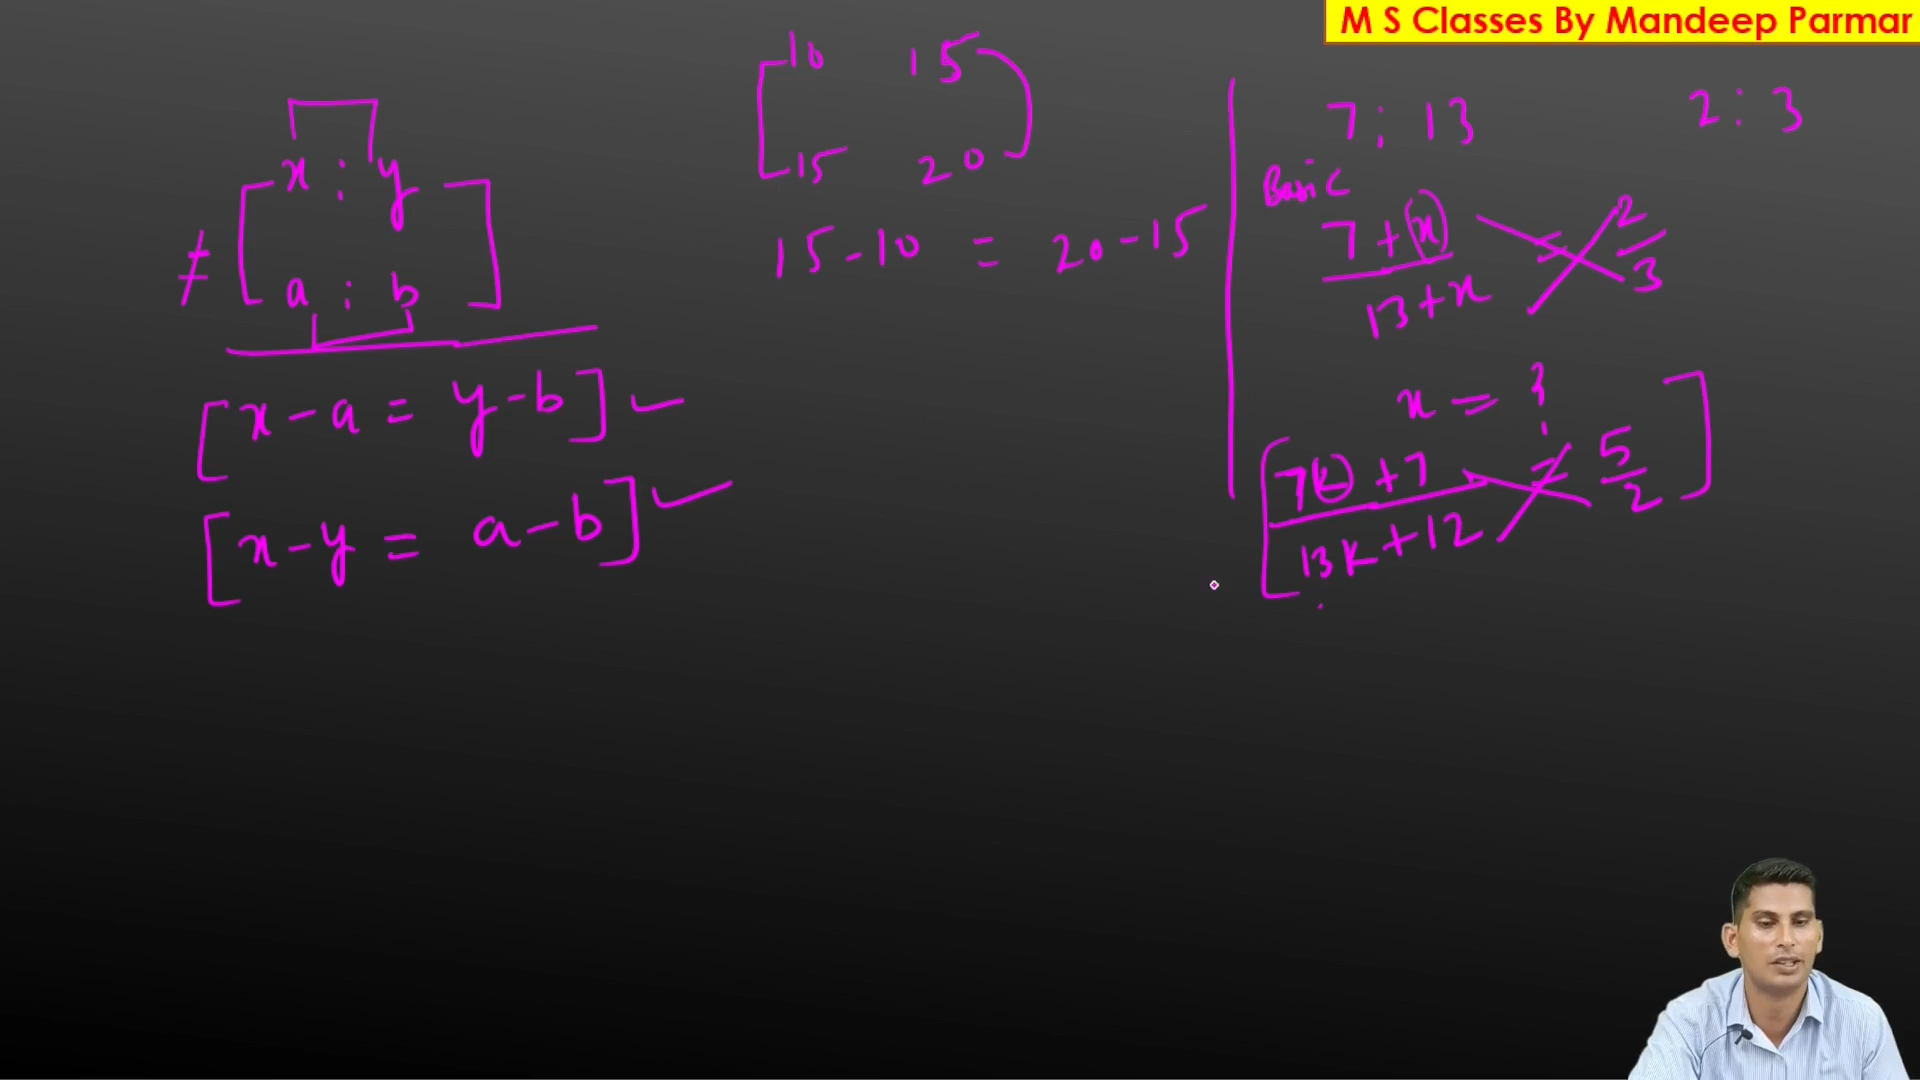 M S Classes By Mandeep Parmar
x : y
≠
a : b
[x - a = y - b] ✓
[x - y = a - b] ✓
10 15
15 20
15 - 10 = 20 - 15
7 : 13 2 : 3
Basic
7 + x = 2
13 + x 3
x = ?
7k + 7 = 5
13k + 12 2